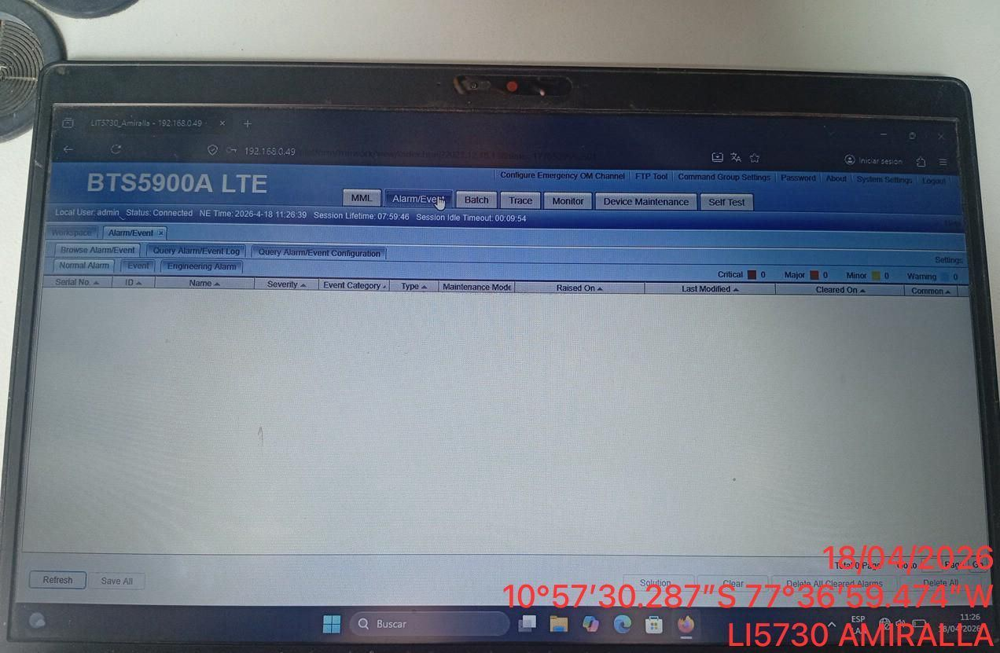 LIT5730_Amiralla - 192.168.0.49
192.168.0.49
Iniciar sesión
BTS5900A LTE
Configure Emergency OM Channel FTP Tool Command Group Settings Password About System Settings Logout
MML Alarm/Event Batch Trace Monitor Device Maintenance Self Test
Local User: admin Status: Connected NE Time: 2026-4-18 11:26:39 Session Lifetime: 07:59:46 Session Idle Timeout: 00:09:54
Help
Workspace Alarm/Event
Browse Alarm/Event Query Alarm/Event Log Query Alarm/Event Configuration
Settings
Normal Alarm Event Engineering Alarm
Critical 0 Major 0 Minor 0 Warning 0
Serial No. ID Name Severity Event Category Type Maintenance Mode Raised On Last Modified Cleared On Common
Total 0 Page
Refresh Save All Solution Clear Delete All Cleared Alarms Delete All
Buscar
ESP
11:26
18/04/2026
18/04/2026
10°57'30.287"S 77°36'59.474"W
LI5730 AMIRALLA